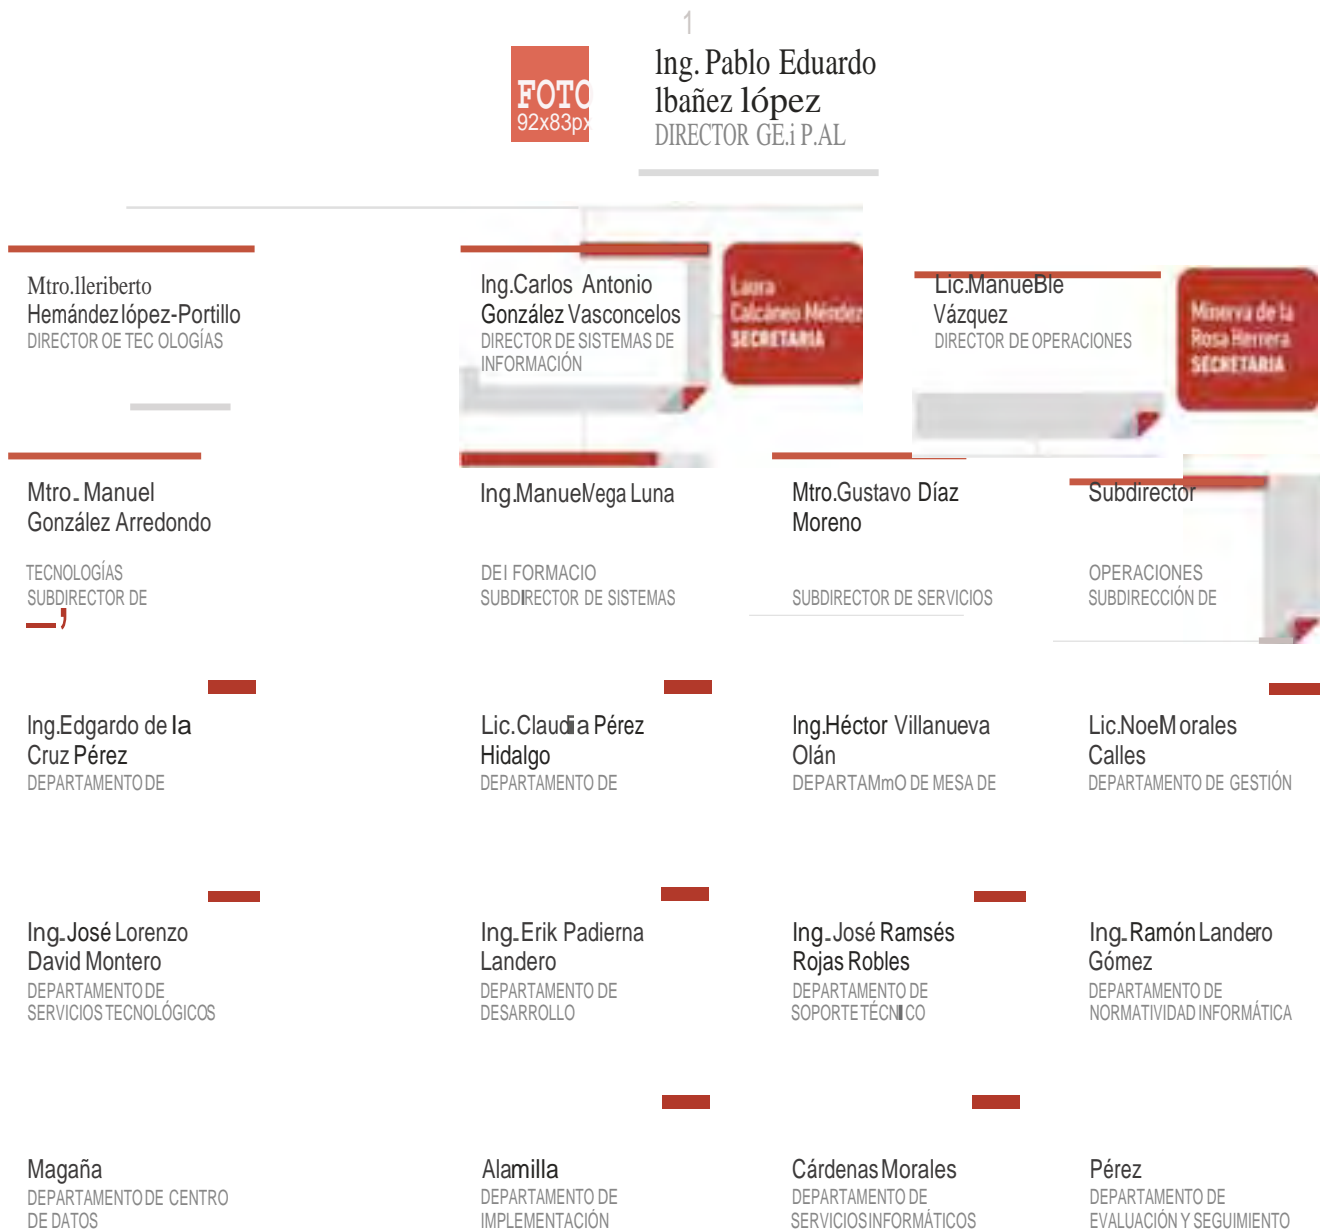 1
FOTO
92x83px
lng. Pablo Eduardo
lbañez lópez
DIRECTOR GE.i P.AL
Mtro.lleriberto
Hemández lópez-Portillo
DIRECTOR OE TEC OLOGÍAS
Ing.Carlos Antonio
González Vasconcelos
DIRECTOR DE SISTEMAS DE
INFORMACIÓN
Laura
Calcáneo Méndez
SECRETARIA
Lic.ManueBle
Vázquez
DIRECTOR DE OPERACIONES
Minerva de la
Rosa Herrera
SECRETARIA
Mtro. Manuel
González Arredondo
TECNOLOGÍAS
SUBDIRECTOR DE
Ing.ManuelVega Luna
DEI FORMACIO
SUBDIRECTOR DE SISTEMAS
Mtro.Gustavo Díaz
Moreno
SUBDIRECTOR DE SERVICIOS
Subdirector
OPERACIONES
SUBDIRECCIÓN DE
Ing.Edgardo de la
Cruz Pérez
DEPARTAMENTO DE
Lic.Claudia Pérez
Hidalgo
DEPARTAMENTO DE
Ing.Héctor Villanueva
Olán
DEPARTAMmO DE MESA DE
Lic.NoeM orales
Calles
DEPARTAMENTO DE GESTIÓN
Ing.José Lorenzo
David Montero
DEPARTAMENTO DE
SERVICIOS TECNOLÓGICOS
Ing.Erik Padierna
Landero
DEPARTAMENTO DE
DESARROLLO
Ing.José Ramsés
Rojas Robles
DEPARTAMENTO DE
SOPORTE TÉCNICO
Ing.Ramón Landero
Gómez
DEPARTAMENTO DE
NORMATIVIDAD INFORMÁTICA
Magaña
DEPARTAMENTO DE CENTRO
DE DATOS
Alamilla
DEPARTAMENTO DE
IMPLEMENTACIÓN
Cárdenas Morales
DEPARTAMENTO DE
SERVICIOS INFORMÁTICOS
Pérez
DEPARTAMENTO DE
EVALUACIÓN Y SEGUIMIENTO